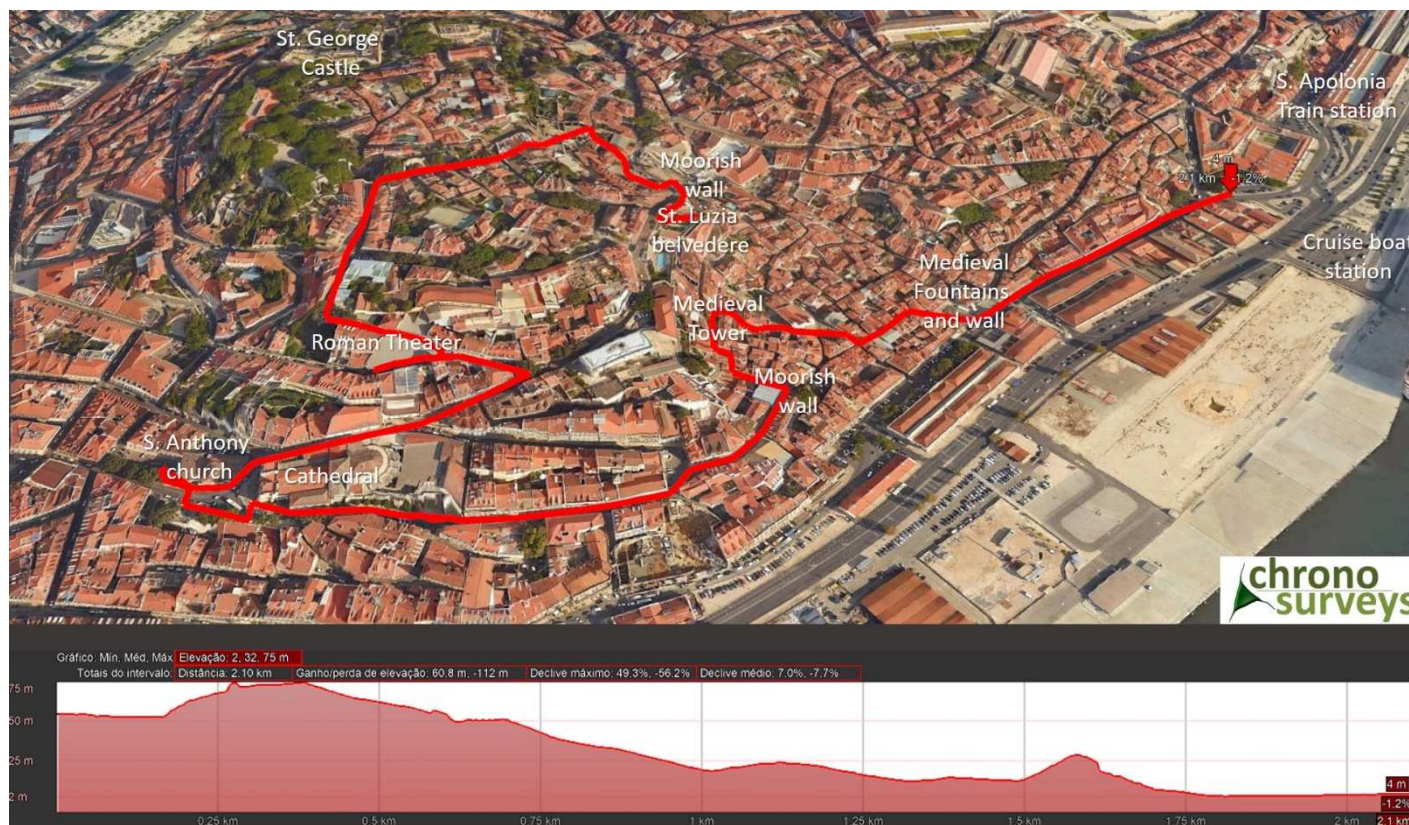 St. George
Castle
S. Apolonia
Train station
4 m
2.1 km -1.2%
Moorish
wall
St. Luzia
belvedere
Cruise boat
station
Medieval
Fountains
and wall
Medieval
Tower
Roman Theater
Moorish
wall
S. Anthony
church
Cathedral
chrono
surveys
Gráfico: Mín, Méd, Máx Elevação: 2, 32, 75 m
Totais do intervalo: Distância: 2.10 km Ganho/perda de elevação: 60.8 m, -112 m Declive máximo: 49.3%, -56.2% Declive médio: 7.0%, -7.7%
75 m
50 m
25 m
2 m
4 m
-1.2%
0.25 km 0.5 km 0.75 km 1 km 1.25 km 1.5 km 1.75 km 2 km 2.1 km